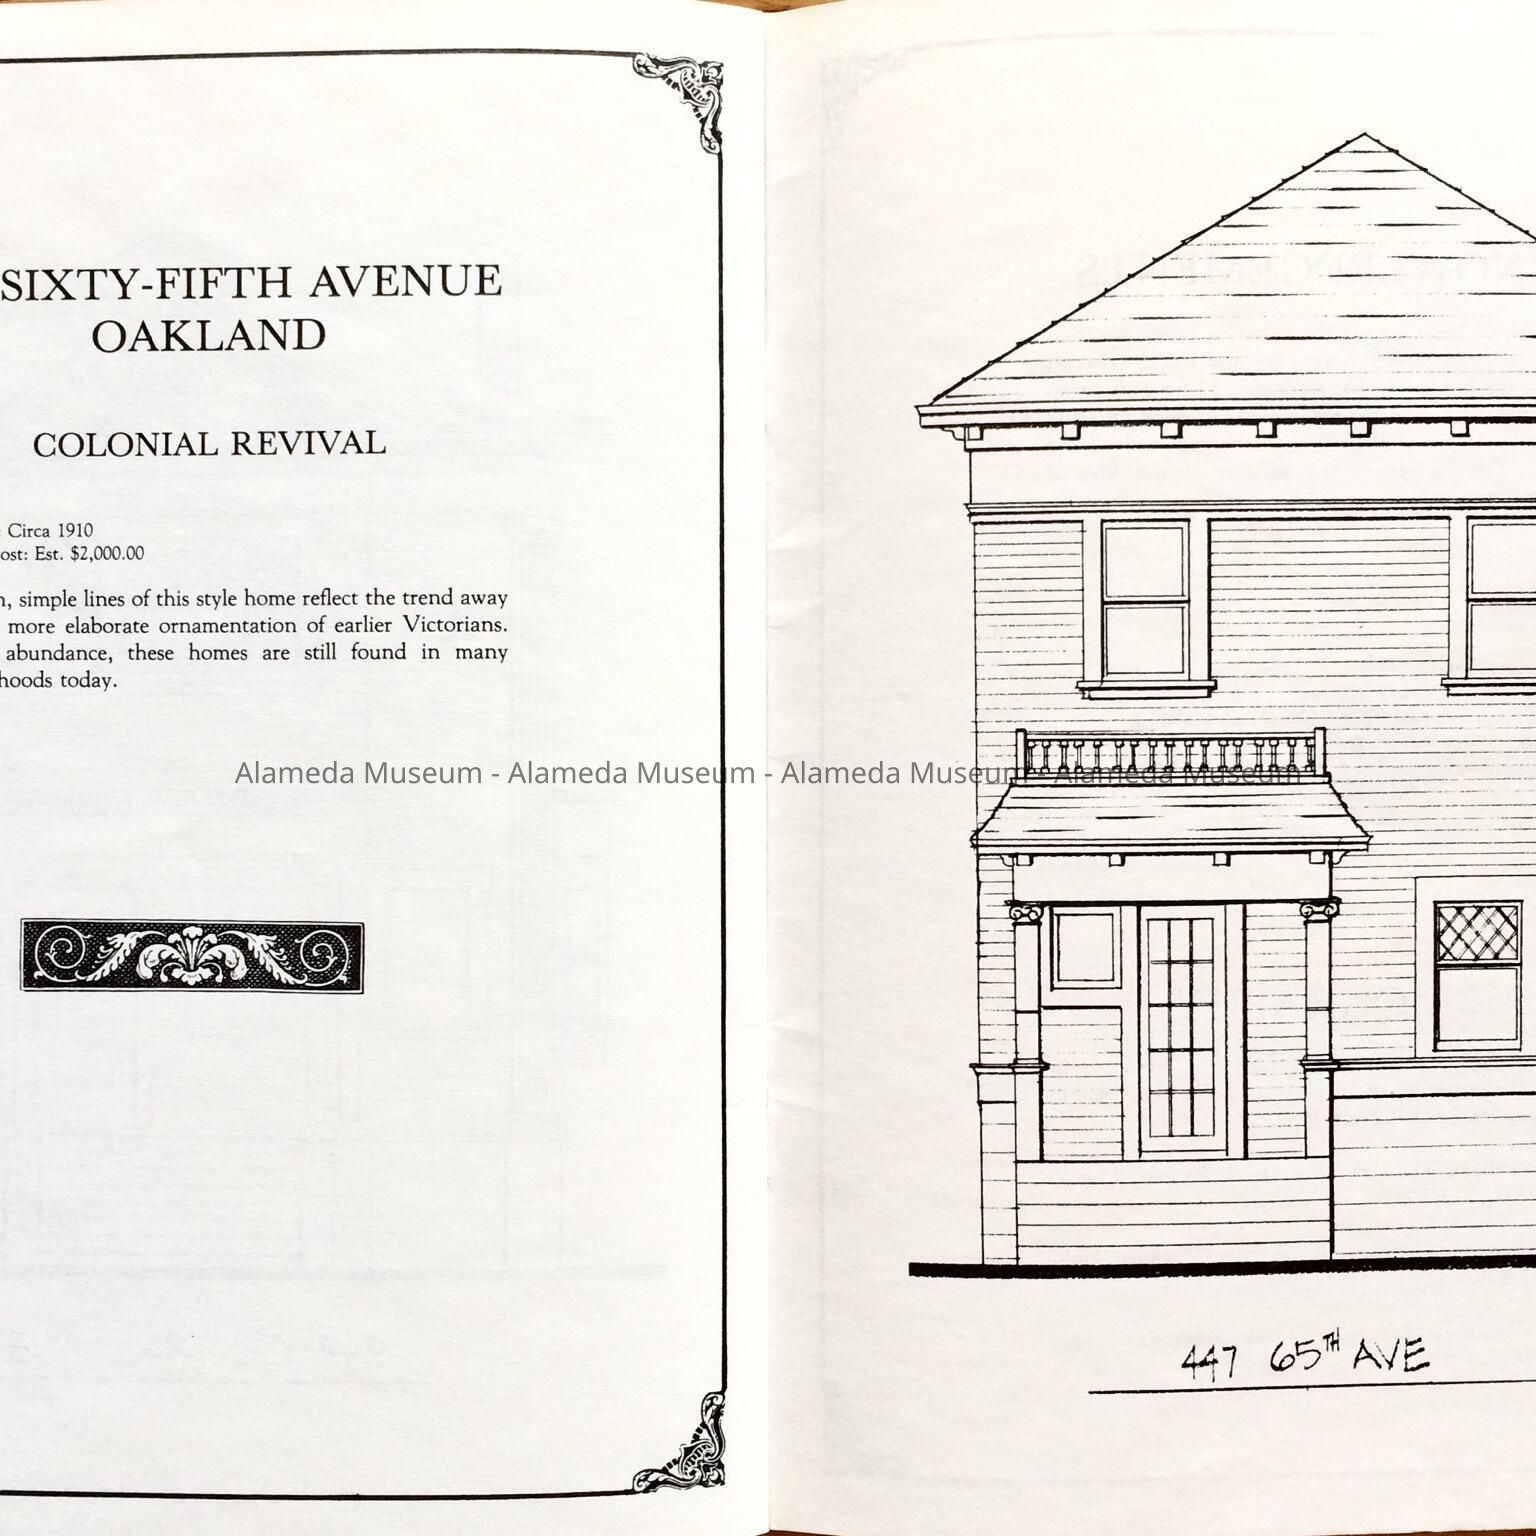 SIXTY-FIFTH AVENUE
OAKLAND
COLONIAL REVIVAL
: Circa 1910
ost: Est. $2,000.00
n, simple lines of this style home reflect the trend away
more elaborate ornamentation of earlier Victorians.
abundance, these homes are still found in many
hoods today.
Alameda Museum - Alameda Museum - Alameda Museum - Alameda Museum
447 65TH AVE